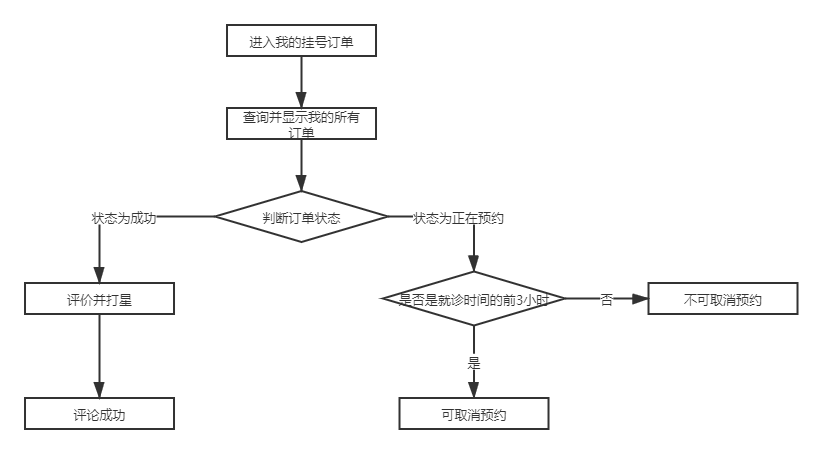 进入我的挂号订单
查询并显示我的所有
订单
状态为成功
判断订单状态
状态为正在预约
评价并打星
是否是就诊时间的前3小时
否
不可取消预约
是
评论成功
可取消预约